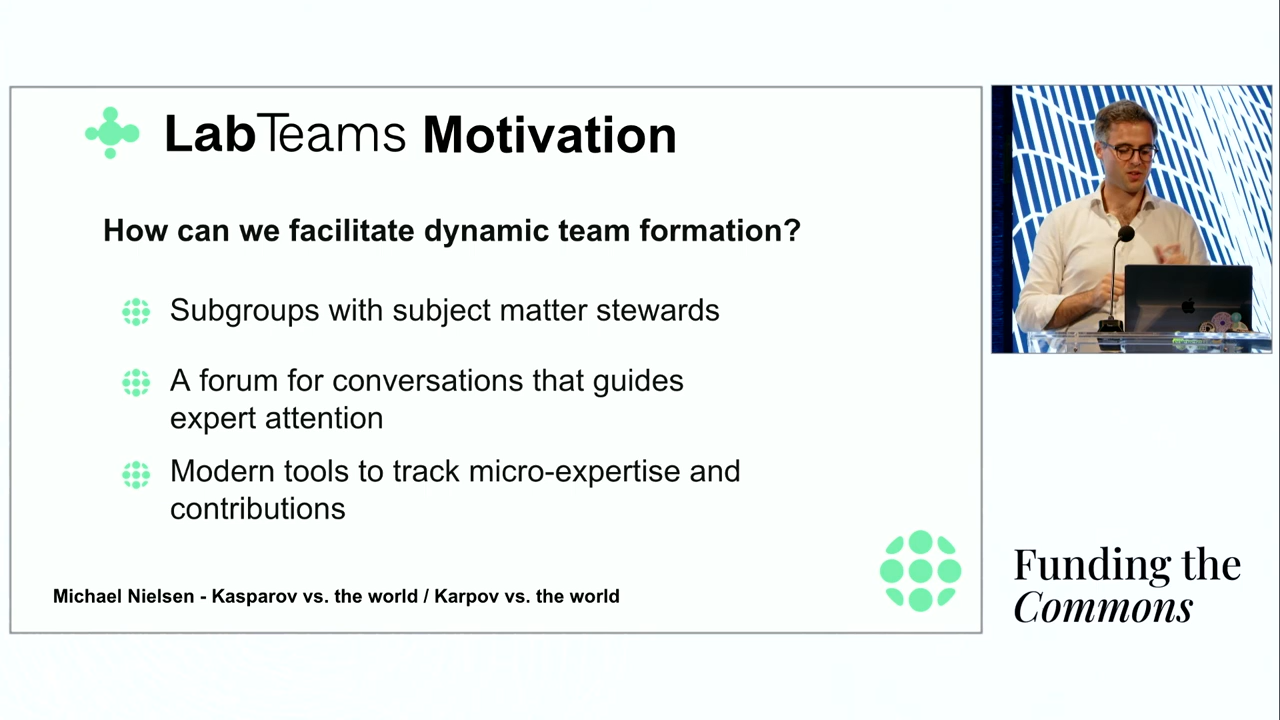 LabTeams Motivation
How can we facilitate dynamic team formation?
Subgroups with subject matter stewards
A forum for conversations that guides
expert attention
Modern tools to track micro-expertise and
contributions
Michael Nielsen - Kasparov vs. the world / Karpov vs. the world
Funding the
Commons